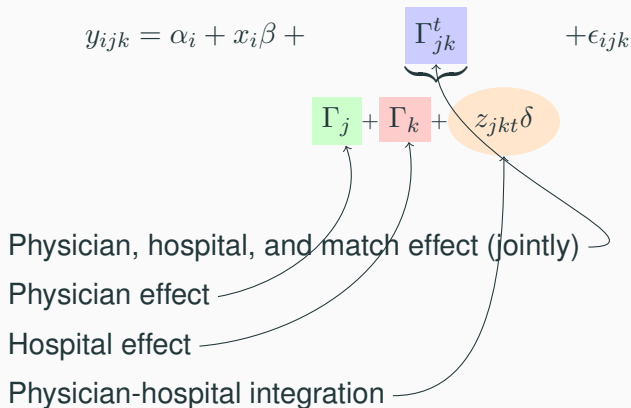 y_{ijk} = α_i + x_iβ + Γ^t_{jk} +ϵ_{ijk}
Γ_j + Γ_k + z_{jkt}δ
Physician, hospital, and match effect (jointly)
Physician effect
Hospital effect
Physician-hospital integration